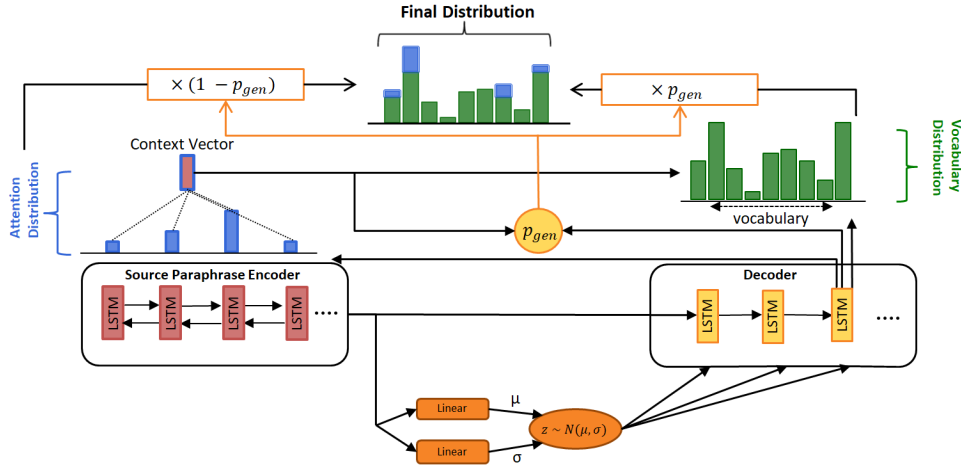 Final Distribution
× (1 − p_gen)
× p_gen
Context Vector
Attention
Distribution
Vocabulary
Distribution
vocabulary
p_gen
Source Paraphrase Encoder
LSTM
LSTM
LSTM
LSTM
....
Decoder
LSTM
LSTM
LSTM
....
Linear
μ
z ~ N(μ, σ)
Linear
σ